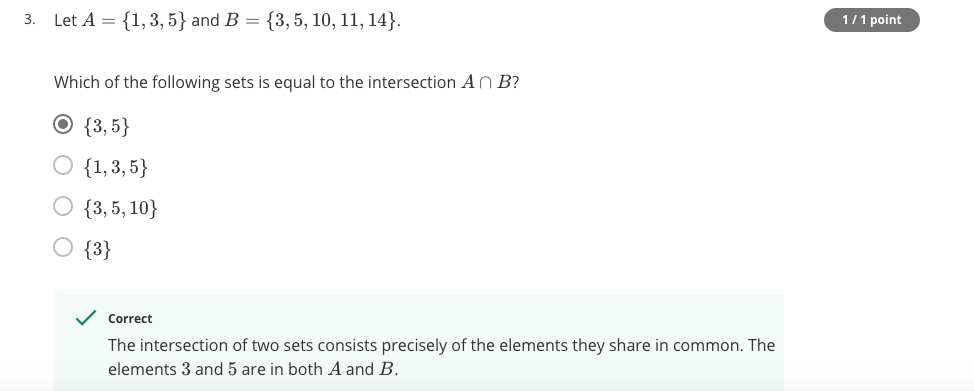 3. Let A = {1, 3, 5} and B = {3, 5, 10, 11, 14}.
1 / 1 point
Which of the following sets is equal to the intersection A ∩ B?
{3, 5}
{1, 3, 5}
{3, 5, 10}
{3}
Correct
The intersection of two sets consists precisely of the elements they share in common. The
elements 3 and 5 are in both A and B.